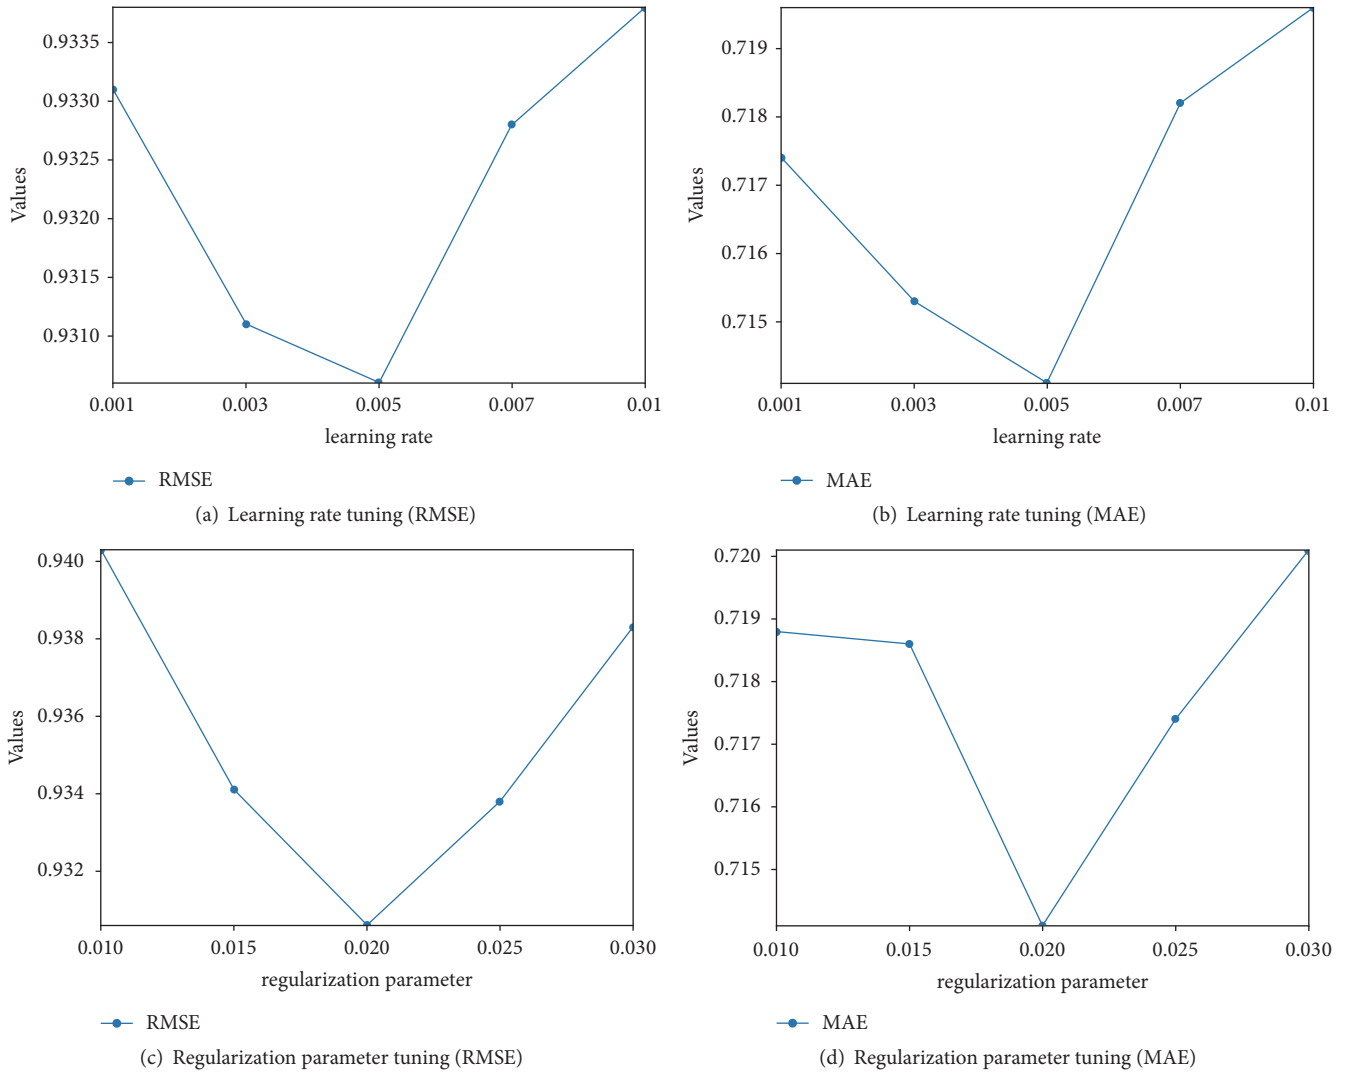 0.9335
0.9330
0.9325
0.9320
0.9315
0.9310
Values
0.001 0.003 0.005 0.007 0.01
learning rate
RMSE
(a) Learning rate tuning (RMSE)
0.719
0.718
0.717
0.716
0.715
Values
0.001 0.003 0.005 0.007 0.01
learning rate
MAE
(b) Learning rate tuning (MAE)
0.940
0.938
0.936
0.934
0.932
Values
0.010 0.015 0.020 0.025 0.030
regularization parameter
RMSE
(c) Regularization parameter tuning (RMSE)
0.720
0.719
0.718
0.717
0.716
0.715
Values
0.010 0.015 0.020 0.025 0.030
regularization parameter
MAE
(d) Regularization parameter tuning (MAE)